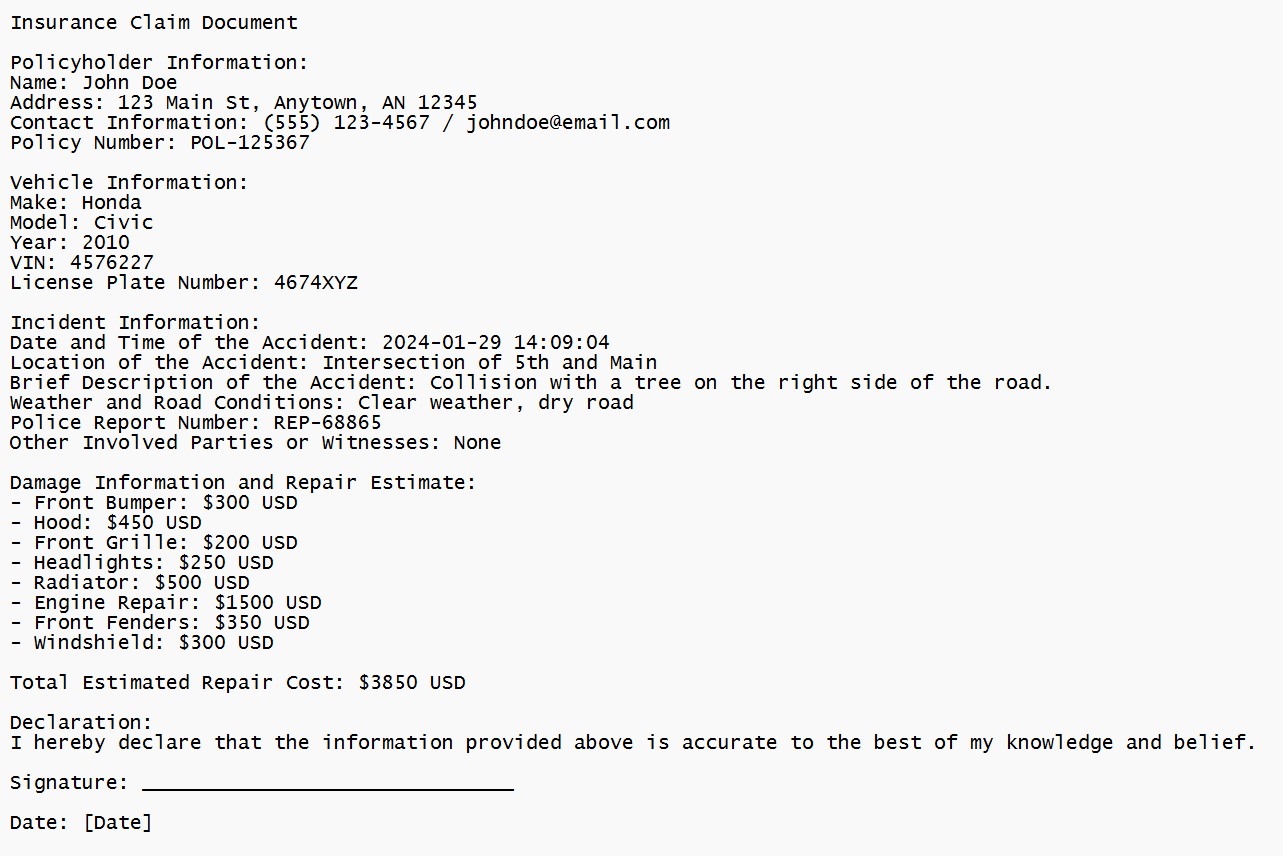 Insurance Claim Document
Policyholder Information:
Name: John Doe
Address: 123 Main St, Anytown, AN 12345
Contact Information: (555) 123-4567 / johndoe@email.com
Policy Number: POL-125367
Vehicle Information:
Make: Honda
Model: Civic
Year: 2010
VIN: 4576227
License Plate Number: 4674XYZ
Incident Information:
Date and Time of the Accident: 2024-01-29 14:09:04
Location of the Accident: Intersection of 5th and Main
Brief Description of the Accident: Collision with a tree on the right side of the road.
Weather and Road Conditions: Clear weather, dry road
Police Report Number: REP-68865
Other Involved Parties or Witnesses: None
Damage Information and Repair Estimate:
- Front Bumper: $300 USD
- Hood: $450 USD
- Front Grille: $200 USD
- Headlights: $250 USD
- Radiator: $500 USD
- Engine Repair: $1500 USD
- Front Fenders: $350 USD
- Windshield: $300 USD
Total Estimated Repair Cost: $3850 USD
Declaration:
I hereby declare that the information provided above is accurate to the best of my knowledge and belief.
Signature: _______________________________
Date: [Date]